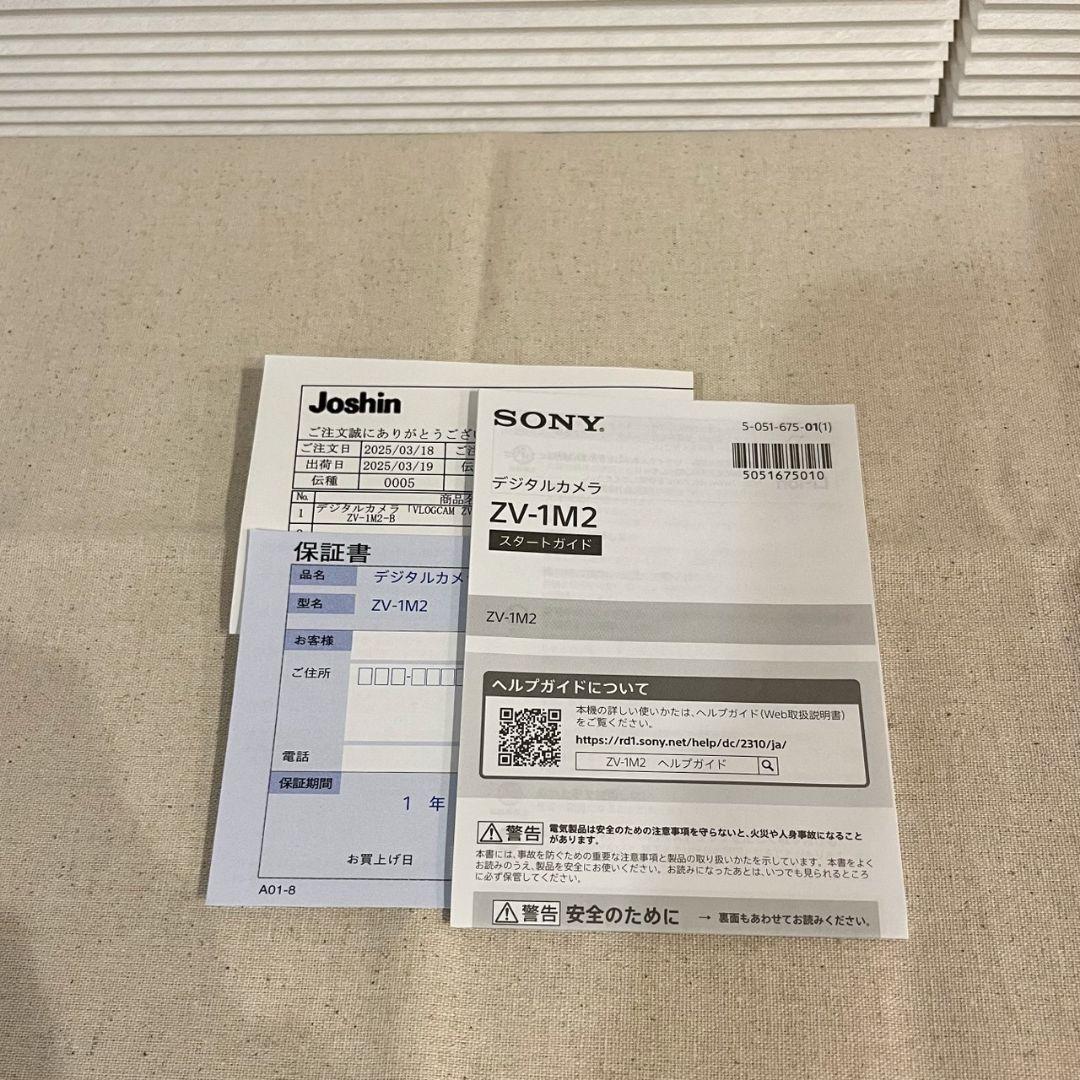 Joshin
ご注文誠にありがとうござい
ご注文日 2025/03/18 ご注
出荷日 2025/03/19 伝
伝種 0005
No. 商品名
1 デジタルカメラ「VLOGCAM ZV
ZV-1M2-B
保証書
品名 デジタルカメ
型名 ZV-1M2
お客様
ご住所
電話
保証期間
1 年
お買上げ日
A01-8
SONY®
5-051-675-01(1)
5051675010
デジタルカメラ
ZV-1M2
スタートガイド
ZV-1M2
ヘルプガイドについて
本機の詳しい使いかたは、ヘルプガイド(Web取扱説明書)
をご覧ください。
https://rd1.sony.net/help/dc/2310/ja/
ZV-1M2 ヘルプガイド
警告 電気製品は安全のための注意事項を守らないと、火災や人身事故になること
があります。
本書には、事故を防ぐための重要な注意事項と製品の取り扱いかたを示しています。本書をよく
お読みのうえ、製品を安全にお使いください。お読みになったあとは、いつでも見られるところ
に必ず保管してください。
警告 安全のために → 裏面もあわせてお読みください。